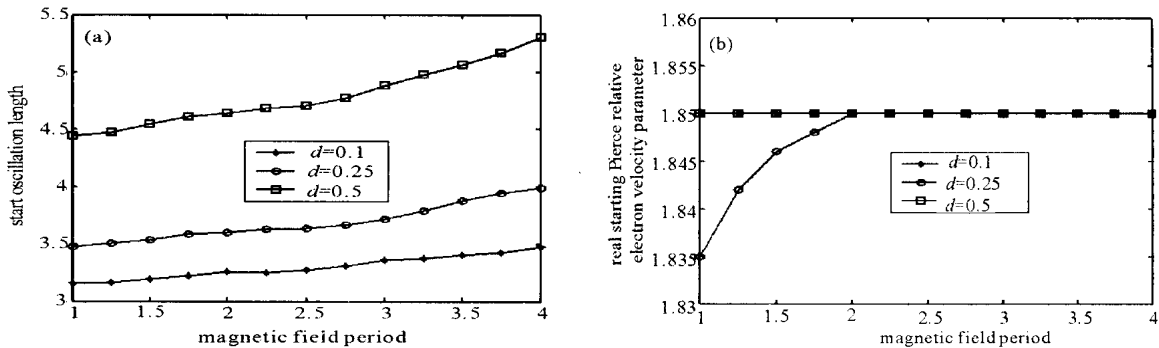 (a)
5.5
5
4.5
4
3.5
3
start oscillation length
d=0.1
d=0.25
d=0.5
1 1.5 2 2.5 3 3.5 4
magnetic field period
(b)
1.86
1.855
1.85
1.845
1.84
1.835
1.83
real starting Pierce relative
electron velocity parameter
d=0.1
d=0.25
d=0.5
1 1.5 2 2.5 3 3.5 4
magnetic field period